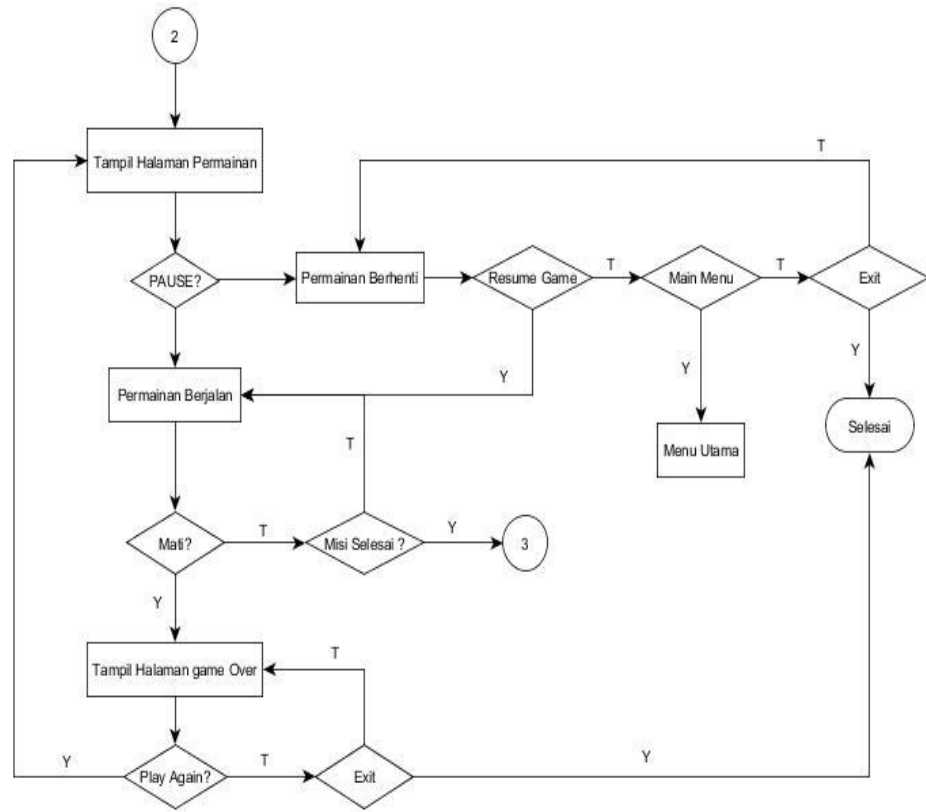 2
Tampil Halaman Permainan
T
PAUSE?
Permainan Berhenti
Resume Game
T
Main Menu
T
Exit
Y
Y
Y
Permainan Berjalan
T
Menu Utama
Selesai
Mati?
T
Misi Selesai ?
Y
3
Y
Tampil Halaman game Over
T
Y
Play Again?
T
Exit
Y